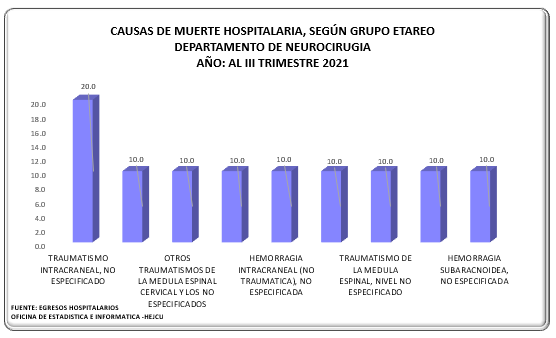 CAUSAS DE MUERTE HOSPITALARIA, SEGÚN GRUPO ETAREO
DEPARTAMENTO DE NEUROCIRUGIA
AÑO: AL III TRIMESTRE 2021
20.0
20.0
18.0
16.0
14.0
12.0
10.0
8.0
6.0
4.0
2.0
0.0
10.0
10.0
10.0
10.0
10.0
10.0
10.0
10.0
TRAUMATISMO
INTRACRANEAL, NO
ESPECIFICADO
OTROS
TRAUMATISMOS DE
LA MEDULA ESPINAL
CERVICAL Y LOS NO
ESPECIFICADOS
HEMORRAGIA
INTRACRANEAL (NO
TRAUMATICA), NO
ESPECIFICADA
TRAUMATISMO DE
LA MEDULA
ESPINAL, NIVEL NO
ESPECIFICADO
HEMORRAGIA
SUBARACNOIDEA,
NO ESPECIFICADA
FUENTE: EGRESOS HOSPITALARIOS
OFICINA DE ESTADISTICA E INFORMATICA -HEJCU